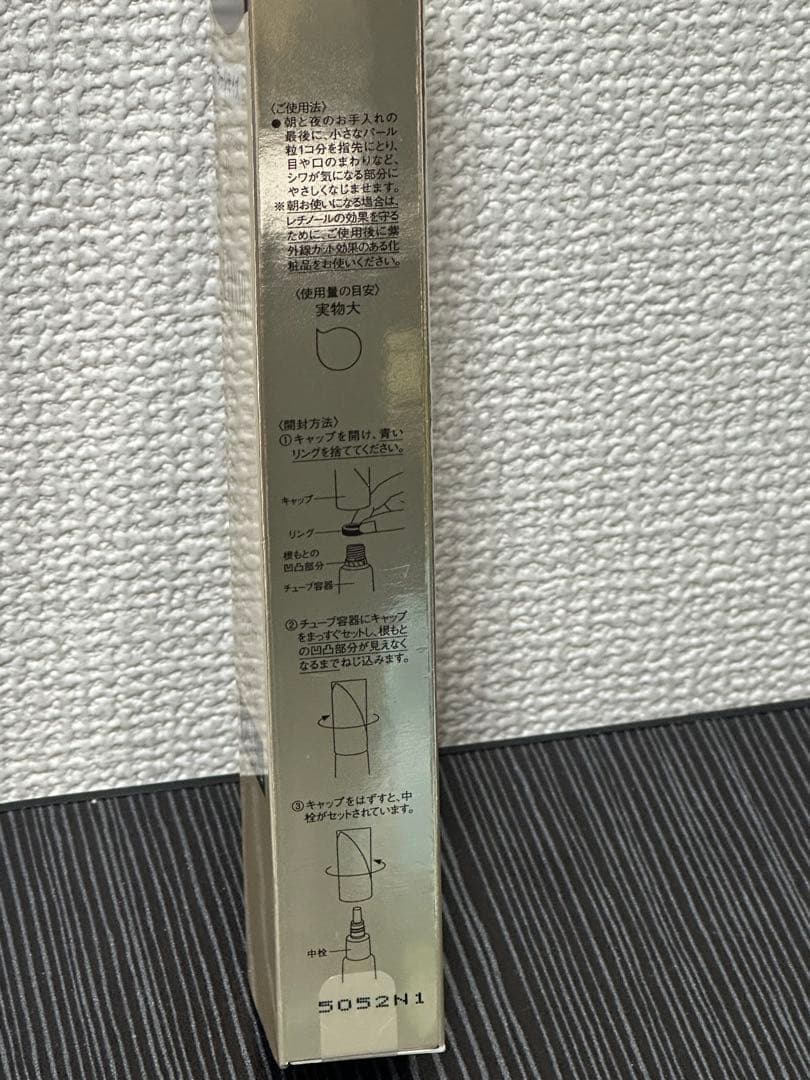 〈ご使用法〉
●朝と夜のお手入れの
最後に、小さなパール
粒1コ分を指先にとり、
目や口のまわりなど、
シワが気になる部分に
やさしくなじませます。
※朝お使いになる場合は、
レチノールの効果を守る
ために、ご使用後に紫
外線カット効果のある化
粧品をお使いください。
〈使用量の目安〉
実物大
〈開封方法〉
①キャップを開け、青い
リングを捨ててください。
キャップ
リング
根もとの
凹凸部分
チューブ容器
②チューブ容器にキャップ
をまっすぐセットし、根もと
の凹凸部分が見えなく
なるまでねじ込みます。
③キャップをはずすと、中
栓がセットされています。
中栓
5052N1